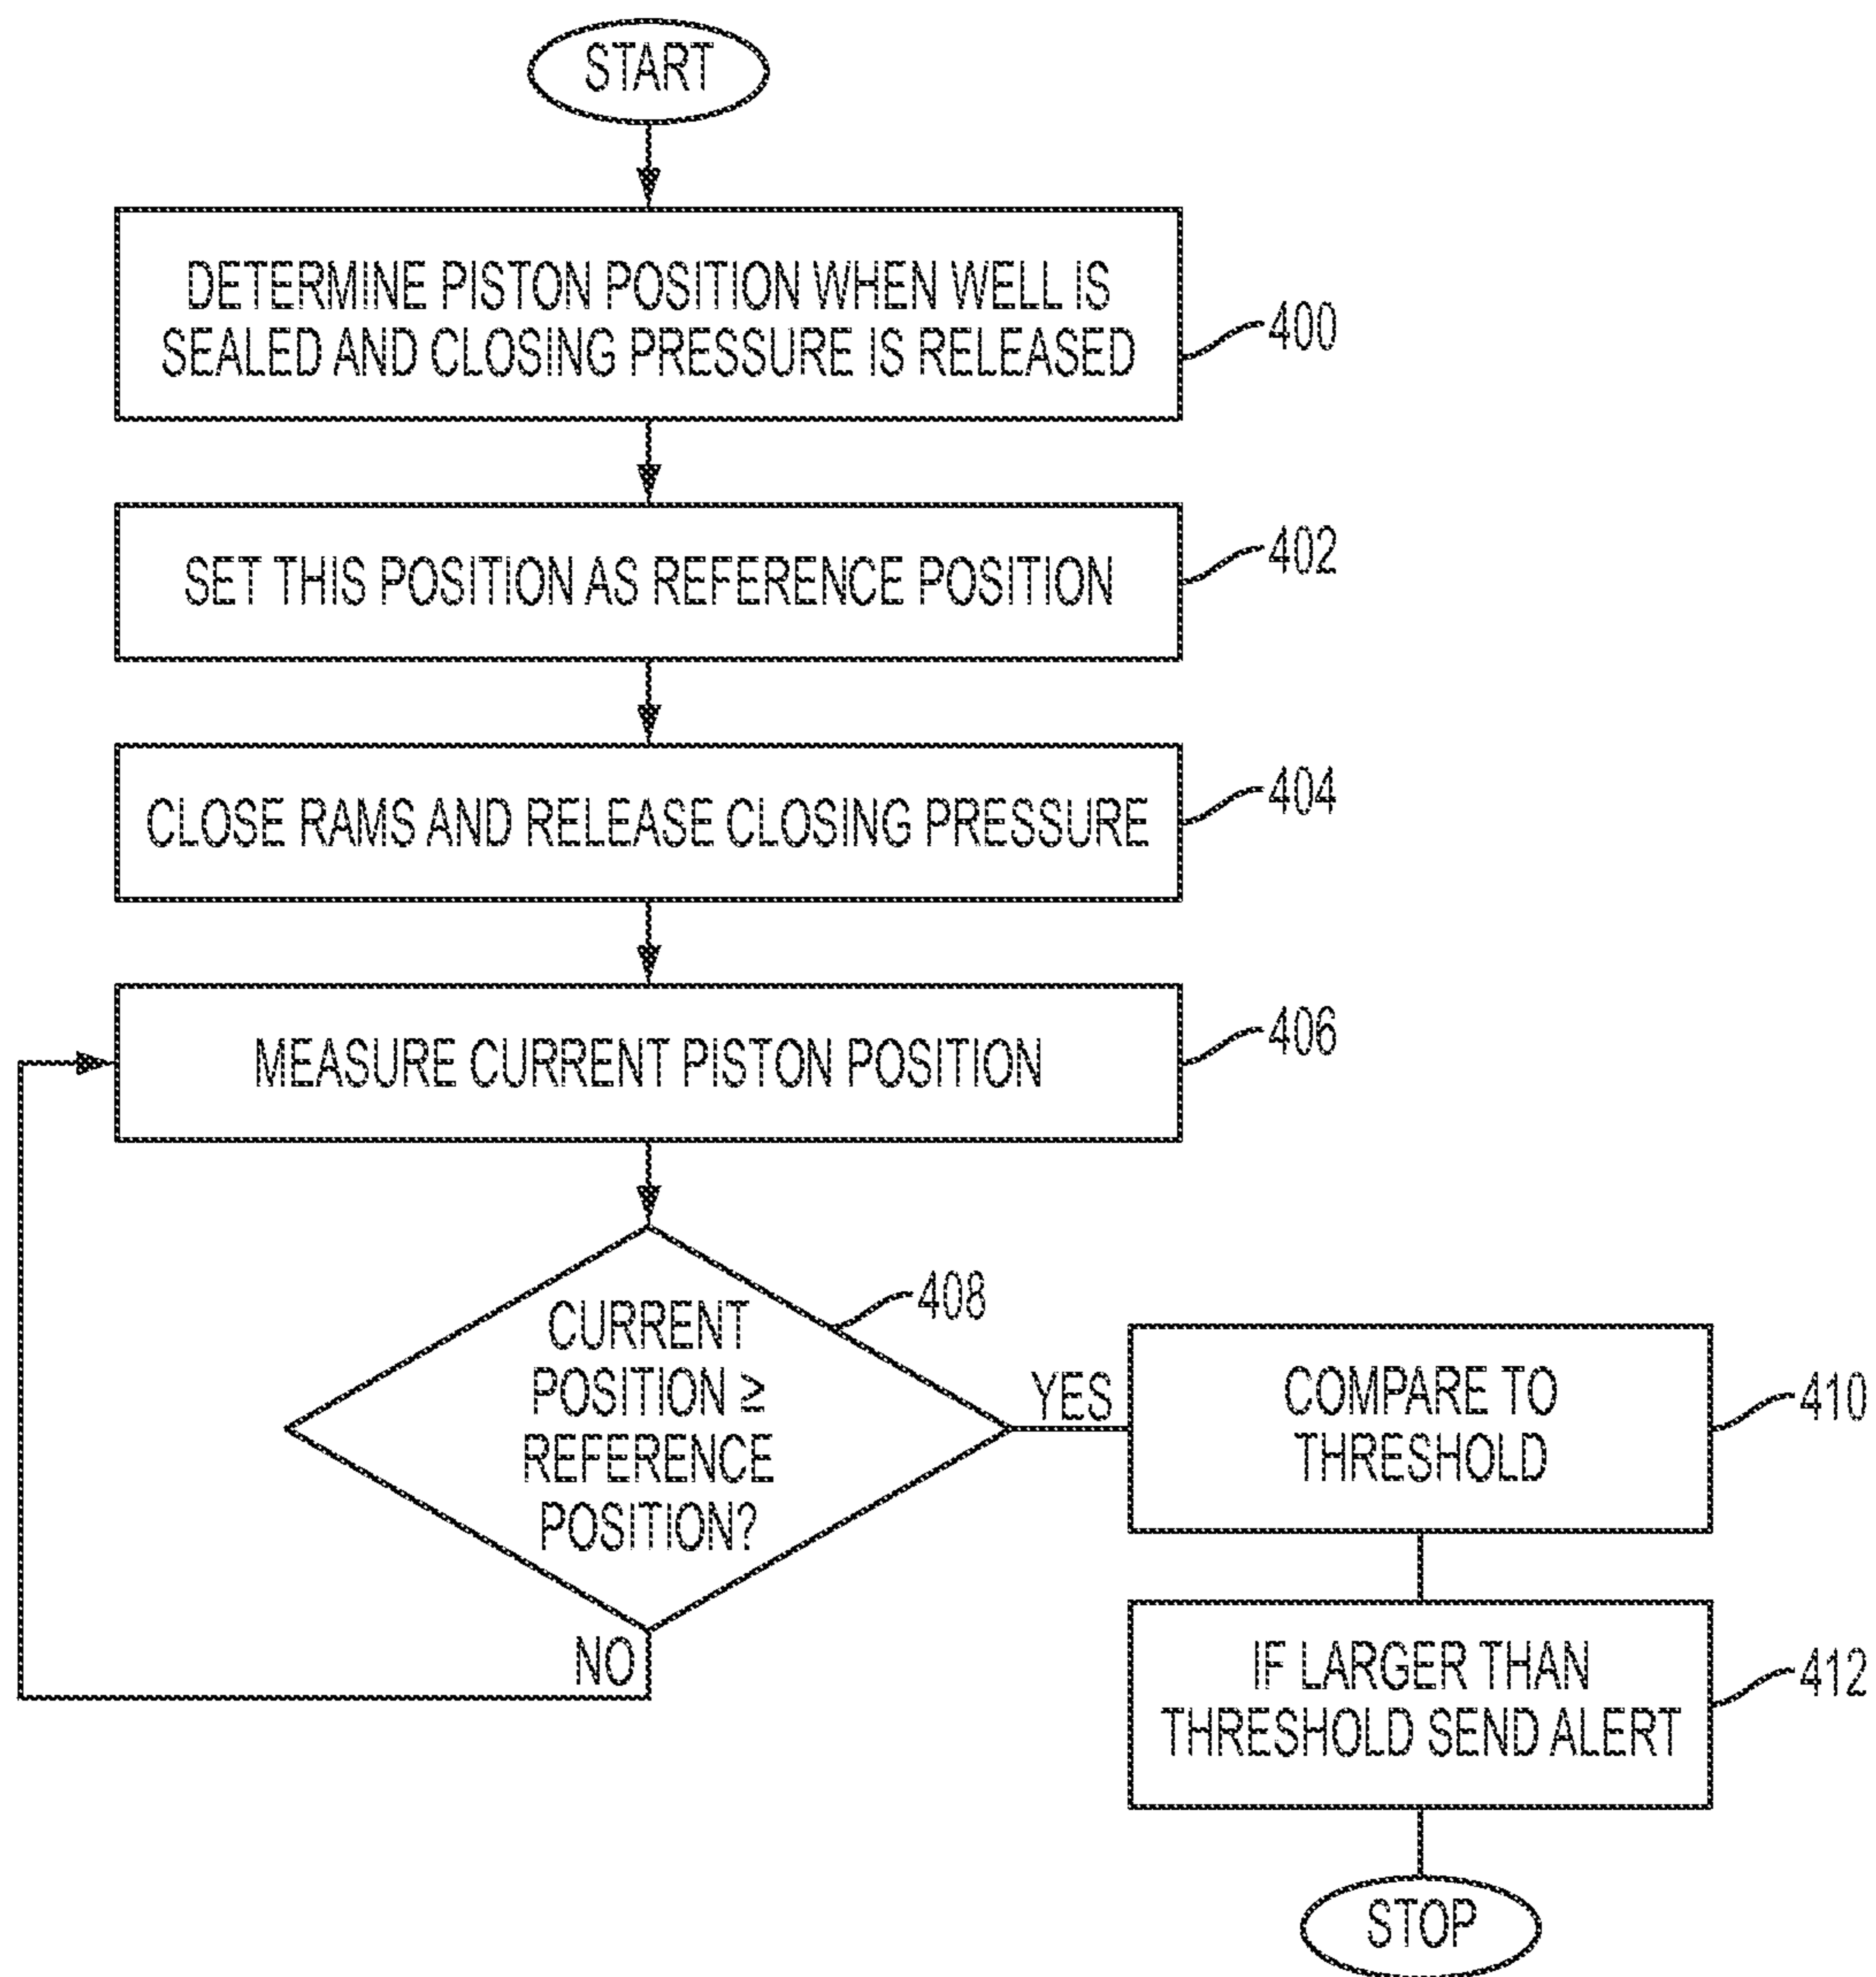 START
DETERMINE PISTON POSITION WHEN WELL IS
SEALED AND CLOSING PRESSURE IS RELEASED
400
SET THIS POSITION AS REFERENCE POSITION
402
CLOSE RAMS AND RELEASE CLOSING PRESSURE
404
MEASURE CURRENT PISTON POSITION
406
CURRENT
POSITION ≥
REFERENCE
POSITION?
408
YES
NO
COMPARE TO
THRESHOLD
410
IF LARGER THAN
THRESHOLD SEND ALERT
412
STOP